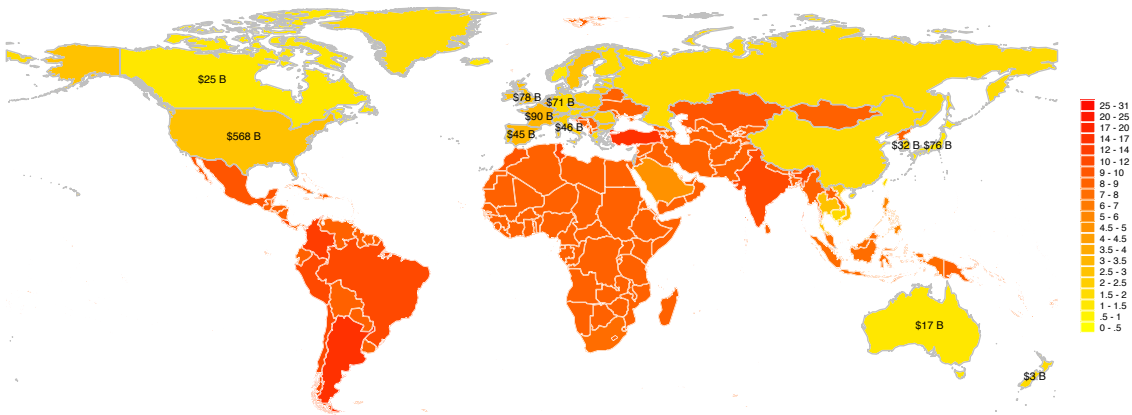 $25 B
$568 B
$78 B
$71 B
$90 B
$45 B
$46 B
$32 B
$76 B
$17 B
$3 B
25 - 31
20 - 25
17 - 20
14 - 17
12 - 14
10 - 12
9 - 10
8 - 9
7 - 8
6 - 7
5 - 6
4.5 - 5
4 - 4.5
3.5 - 4
3 - 3.5
2.5 - 3
2 - 2.5
1.5 - 2
1 - 1.5
.5 - 1
0 - .5